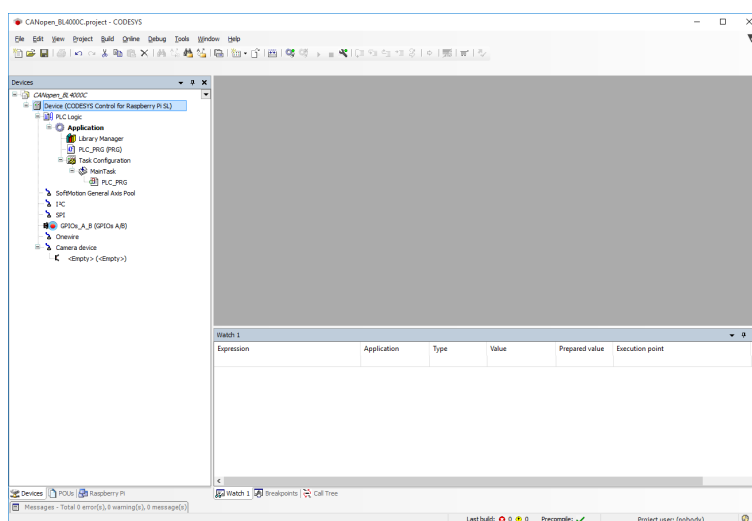 CANopen_BL4000C.project - CODESYS
File Edit View Project Build Online Debug Tools Window Help
Devices
CANopen_BL4000C
Device (CODESYS Control for Raspberry Pi SL)
PLC Logic
Application
Library Manager
PLC_PRG (PRG)
Task Configuration
MainTask
PLC_PRG
SoftMotion General Axis Pool
I²C
SPI
GPIOs_A_B (GPIOs A/B)
Onewire
Camera device
<Empty> (<Empty>)
Watch 1
Expression Application Type Value Prepared value Execution point
Devices POUs Raspberry Pi
Watch 1 Breakpoints Call Tree
Messages - Total 0 error(s), 0 warning(s), 0 message(s)
Last build: 0 0 Precompile: Project user: (nobody)